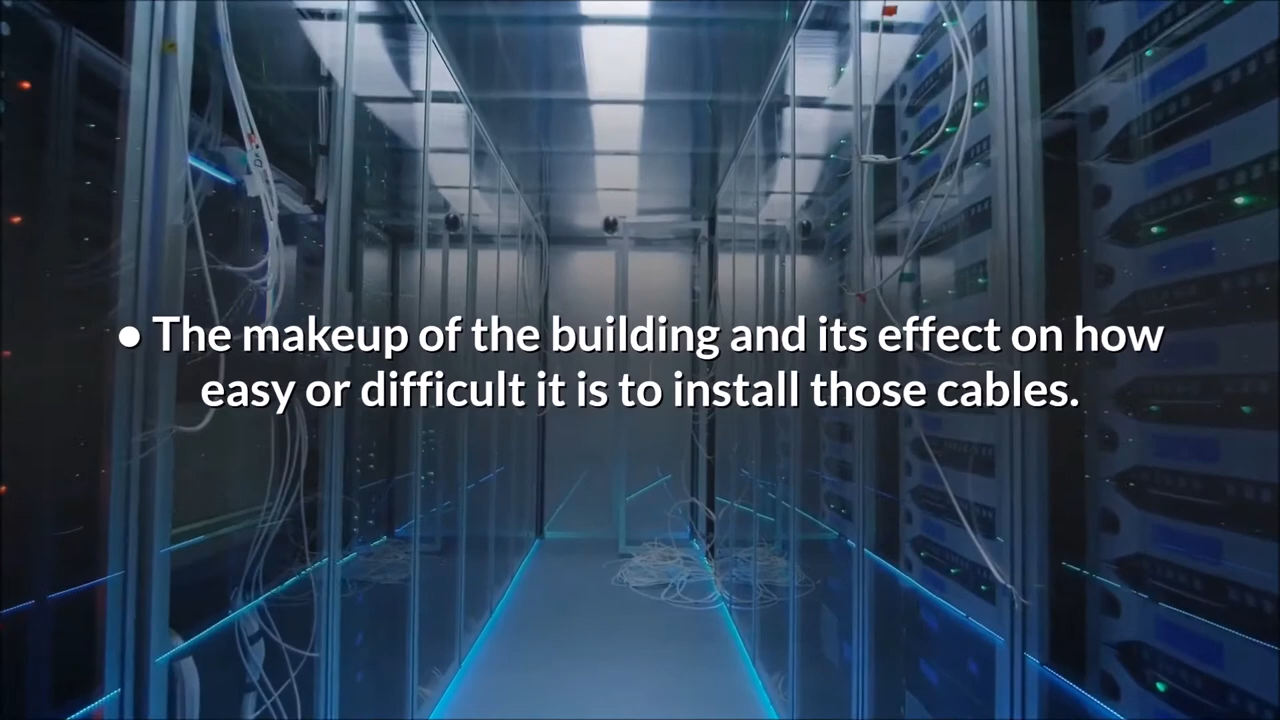 ● The makeup of the building and its effect on how
easy or difficult it is to install those cables.